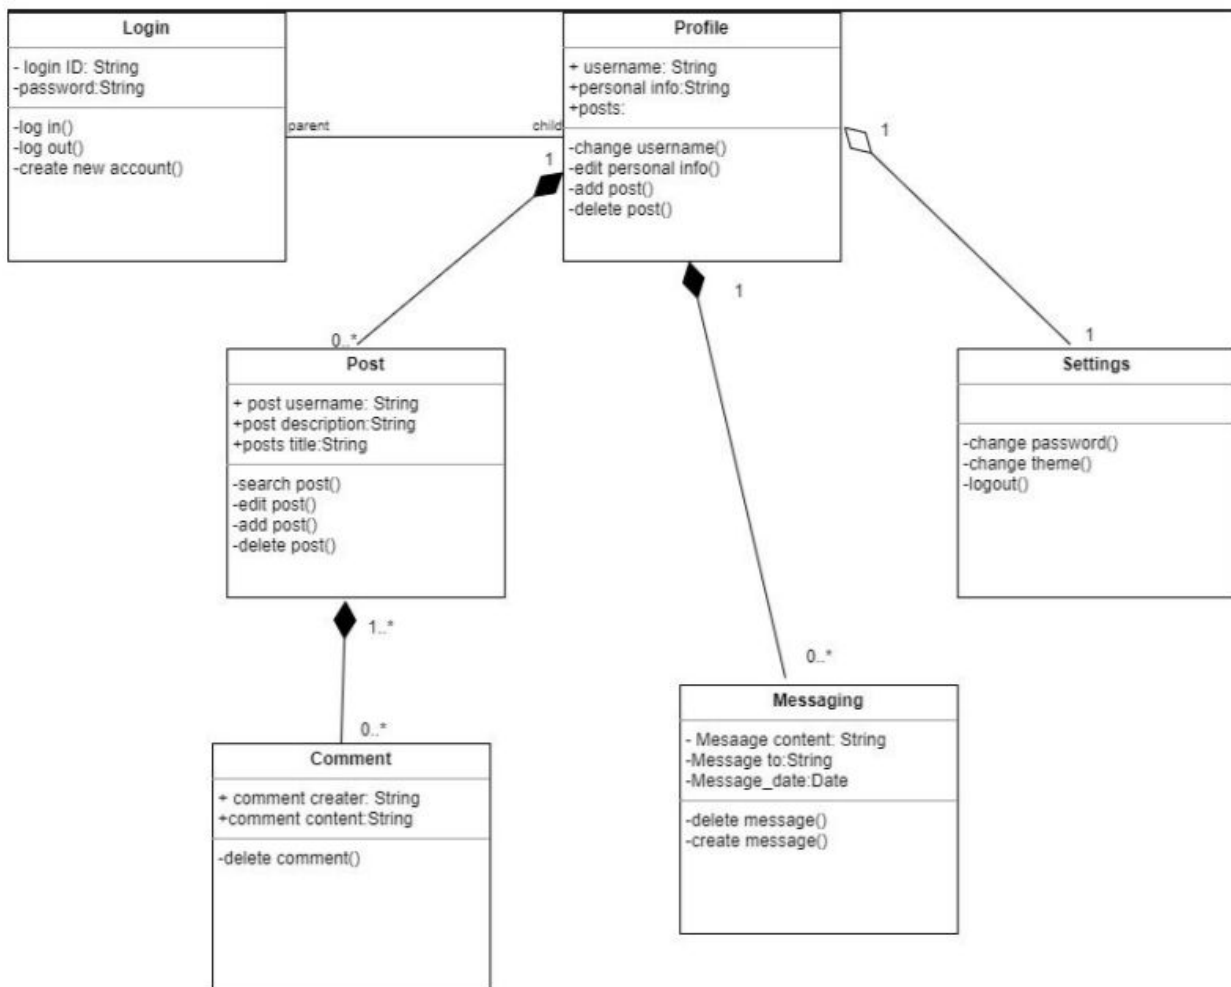 Login
- login ID: String
-password:String
-log in()
-log out()
-create new account()
parent
child
Profile
+ username: String
+personal info:String
+posts:
-change username()
-edit personal info()
-add post()
-delete post()
1
0..*
1
0..*
1
1
Post
+ post username: String
+post description:String
+posts title:String
-search post()
-edit post()
-add post()
-delete post()
Settings
-change password()
-change theme()
-logout()
1..*
0..*
Comment
+ comment creater: String
+comment content:String
-delete comment()
Messaging
- Mesaage content: String
-Message to:String
-Message_date:Date
-delete message()
-create message()